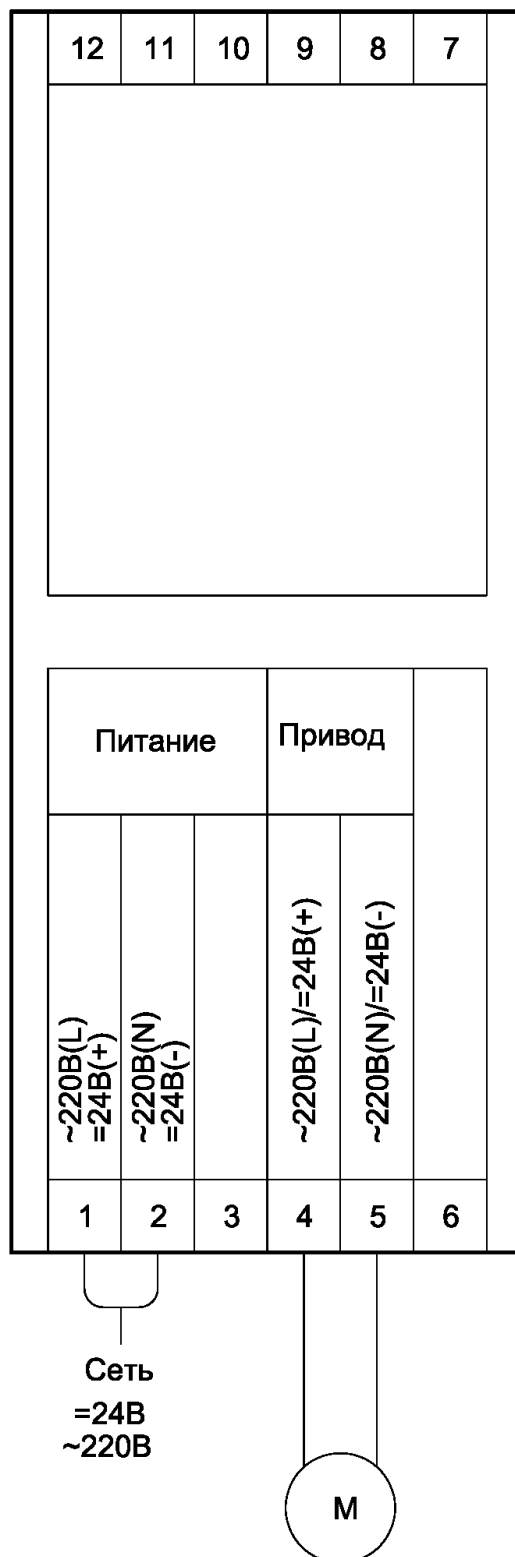 12 11 10 9 8 7
Питание Привод
~220В(L)
=24В(+)
~220В(N)
=24В(-)
~220В(L)/=24В(+)
~220В(N)/=24В(-)
1 2 3 4 5 6
Сеть
=24В
~220В
М